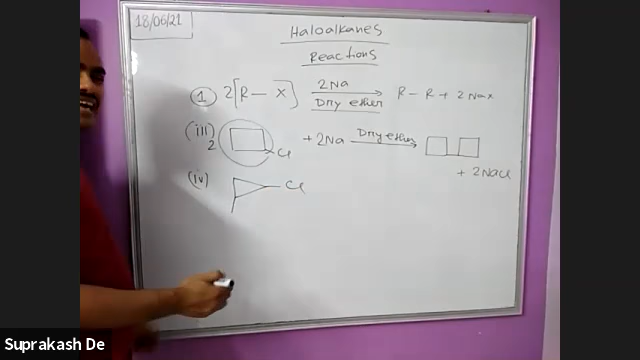 18/06/21
Haloalkanes
Reactions
1 2[R — X] 2Na Dry ether R - R + 2 Nax
(iii) 2 Cl + 2Na Dry ether
+ 2NaCl
(iv) Cl
Suprakash De